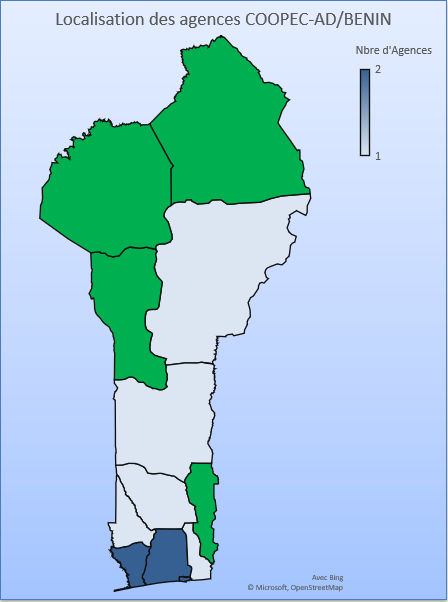 Localisation des agences COOPEC-AD/BENIN
Nbre d'Agences
2
1
Avec Bing
© Microsoft, OpenStreetMap